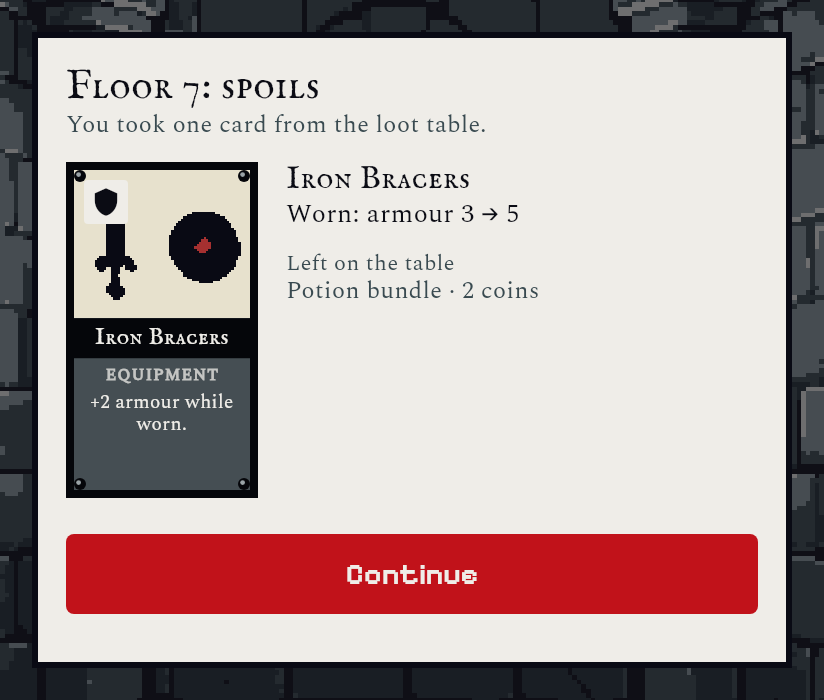 Floor 7: spoils
You took one card from the loot table.
Iron Bracers
EQUIPMENT
+2 armour while
worn.
Iron Bracers
Worn: armour 3 → 5
Left on the table
Potion bundle · 2 coins
Continue